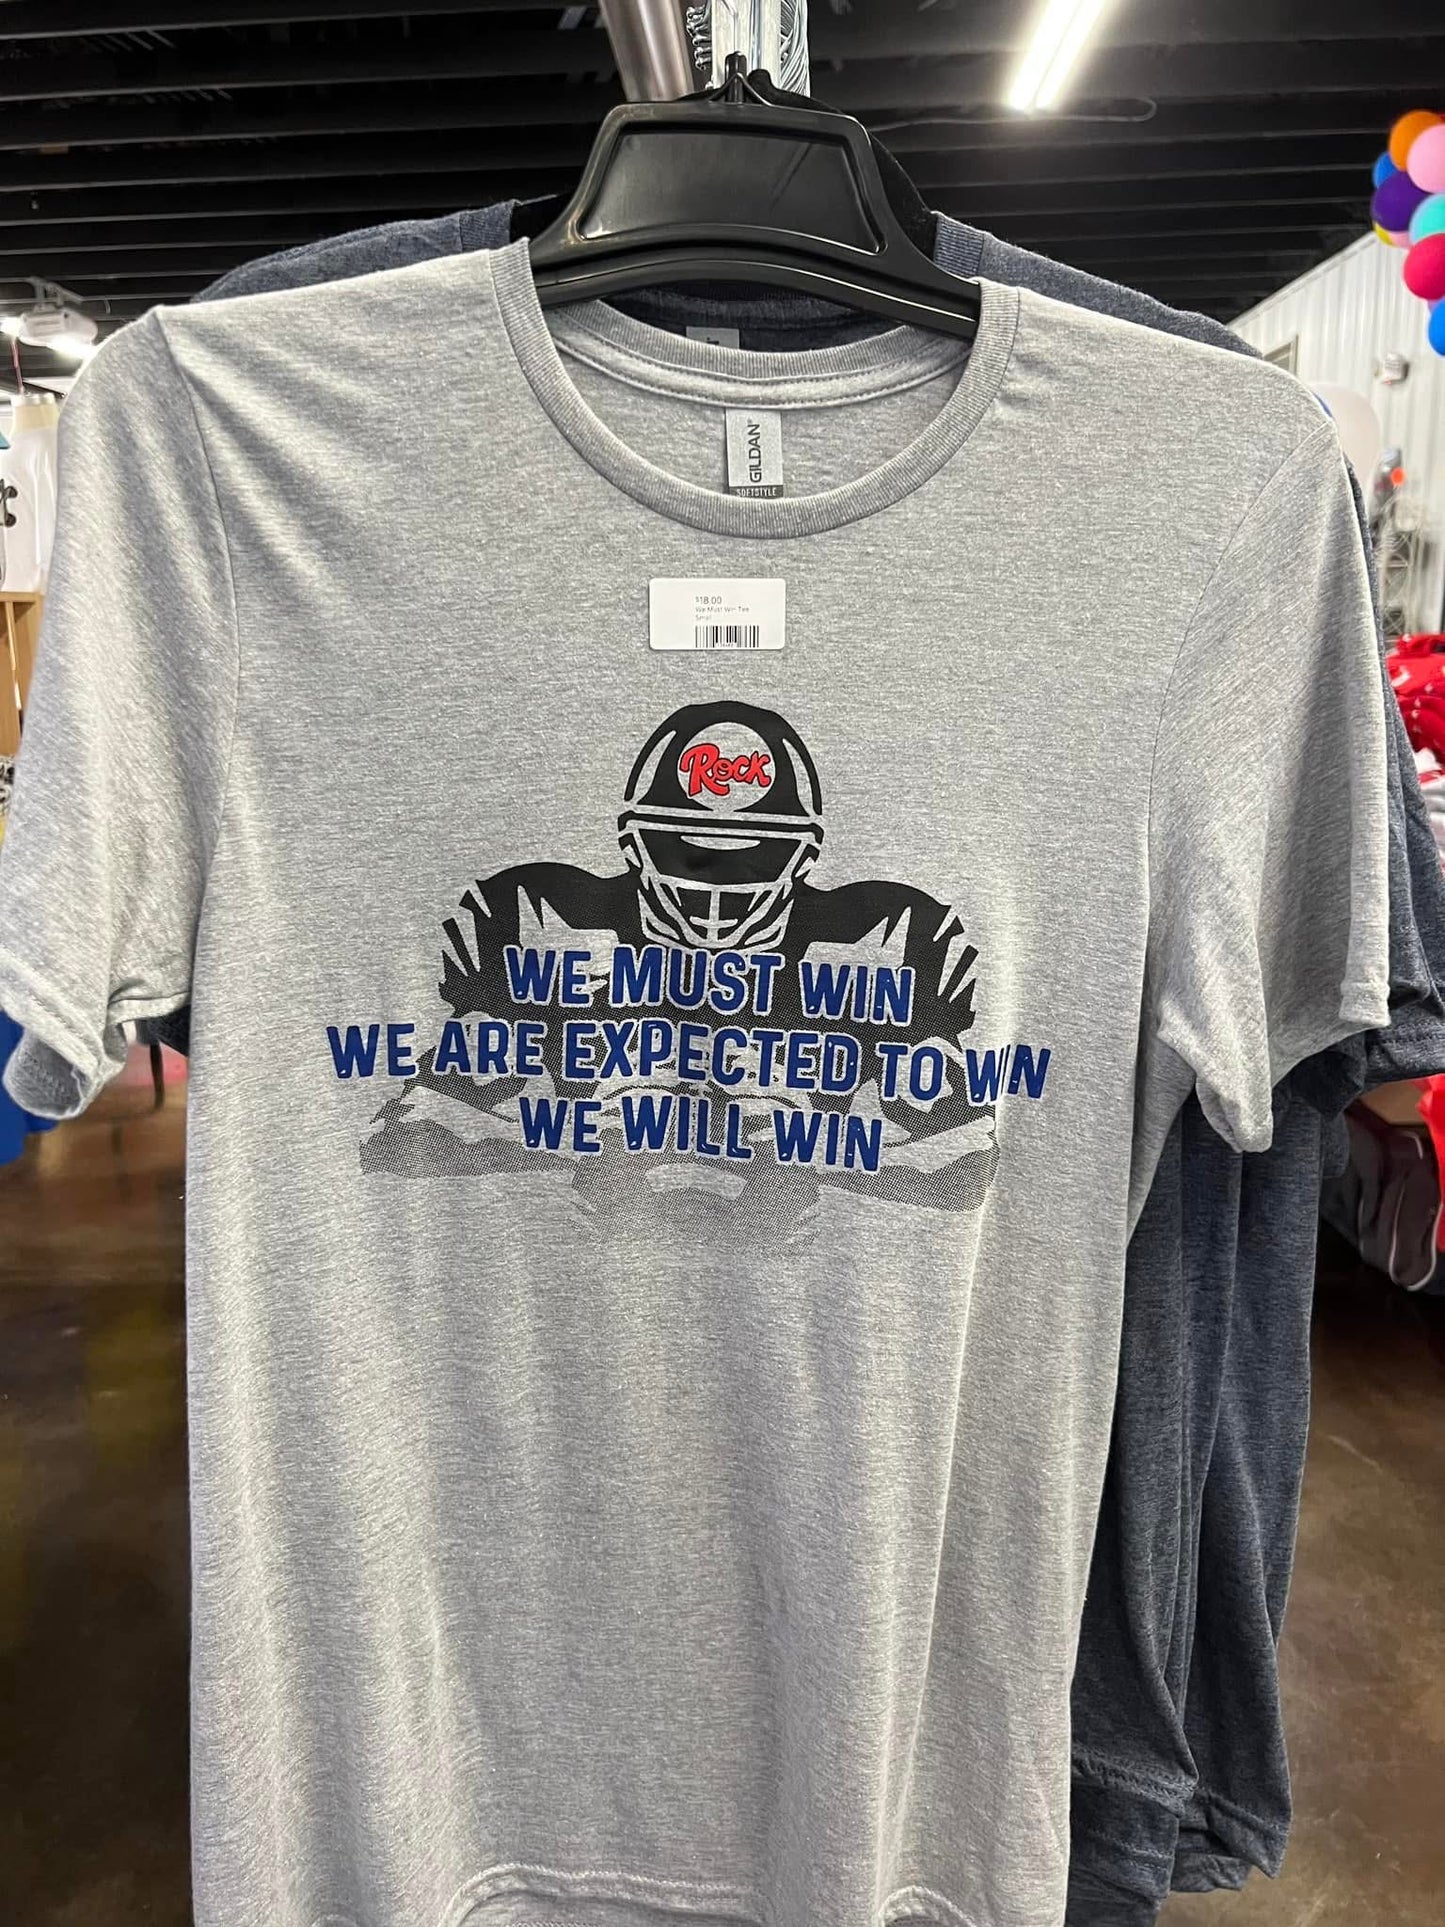 GILDAN
SOFTSTYLE
$18.00
We Must Win Tee
Small
Rock
WE MUST WIN
WE ARE EXPECTED TO WIN
WE WILL WIN